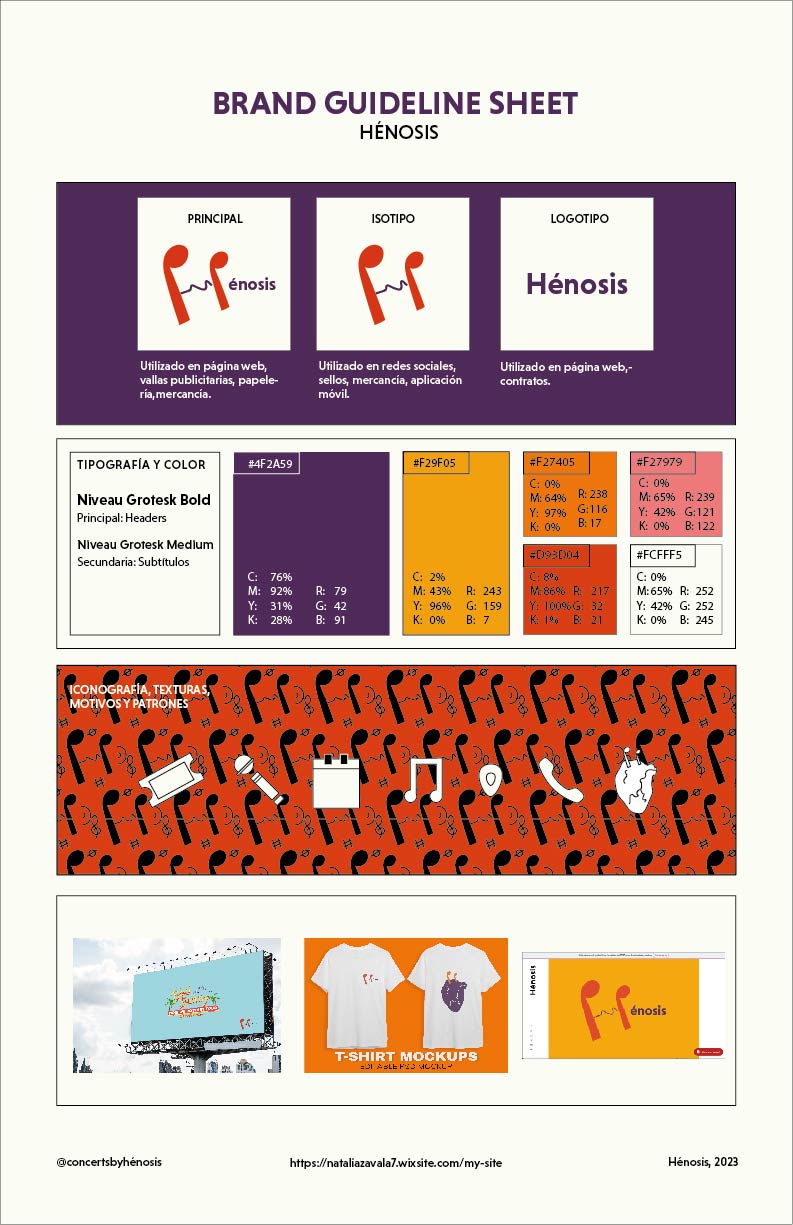 BRAND GUIDELINE SHEET
HÉNOSIS
PRINCIPAL
énosis
Utilizado en página web,
vallas publicitarias, papele-
ría,mercancía.
ISOTIPO
Utilizado en redes sociales,
sellos, mercancía, aplicación
móvil.
LOGOTIPO
Hénosis
Utilizado en página web,-
contratos.
TIPOGRAFÍA Y COLOR
Niveau Grotesk Bold
Principal: Headers
Niveau Grotesk Medium
Secundaria: Subtítulos
#4F2A59
C: 76%
M: 92% R: 79
Y: 31% G: 42
K: 28% B: 91
#F29F05
C: 2%
M: 43% R: 243
Y: 96% G: 159
K: 0% B: 7
#F27405
C: 0%
M: 64% R: 238
Y: 97% G:116
K: 0% B: 17
#F27979
C: 0%
M: 65% R: 239
Y: 42% G:121
K: 0% B: 122
#D93D04
C: 8%
M:86% R: 217
Y: 100%G: 32
K: 1% B: 21
#FCFFF5
C: 0%
M:65% R: 252
Y: 42% G: 252
K: 0% B: 245
ICONOGRAFÍA, TEXTURAS,
MOTIVOS Y PATRONES
T-SHIRT MOCKUPS
EDITABLE PSD MOCKUP
Hénosis
énosis
@concertsbyhénosis
https://nataliazavala7.wixsite.com/my-site
Hénosis, 2023